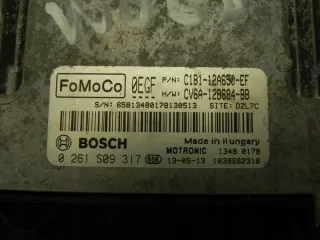 FoMoCo 0EGF P/N: C1B1-12A650-EF
H/W: CV6A-12B684-BB
S/N: 65813480178130513 SITE: DZL7C
BOSCH Made in Hungary
MOTRONIC 1348 0178
0 261 S09 317 13-05-13 1039S62318